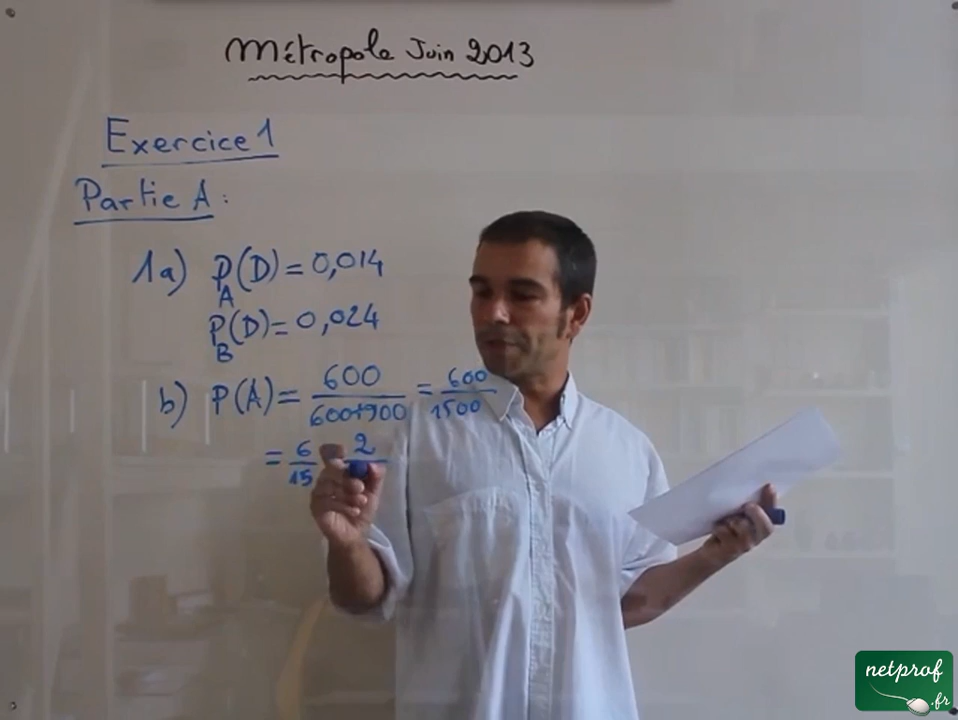 Métropole Juin 2013
Exercice 1
Partie A :
1a) P_A(D) = 0,014
P_B(D) = 0,024
b) P(A) = 600/(600+900) = 600/1500
= 6/15 2
netprof
.fr